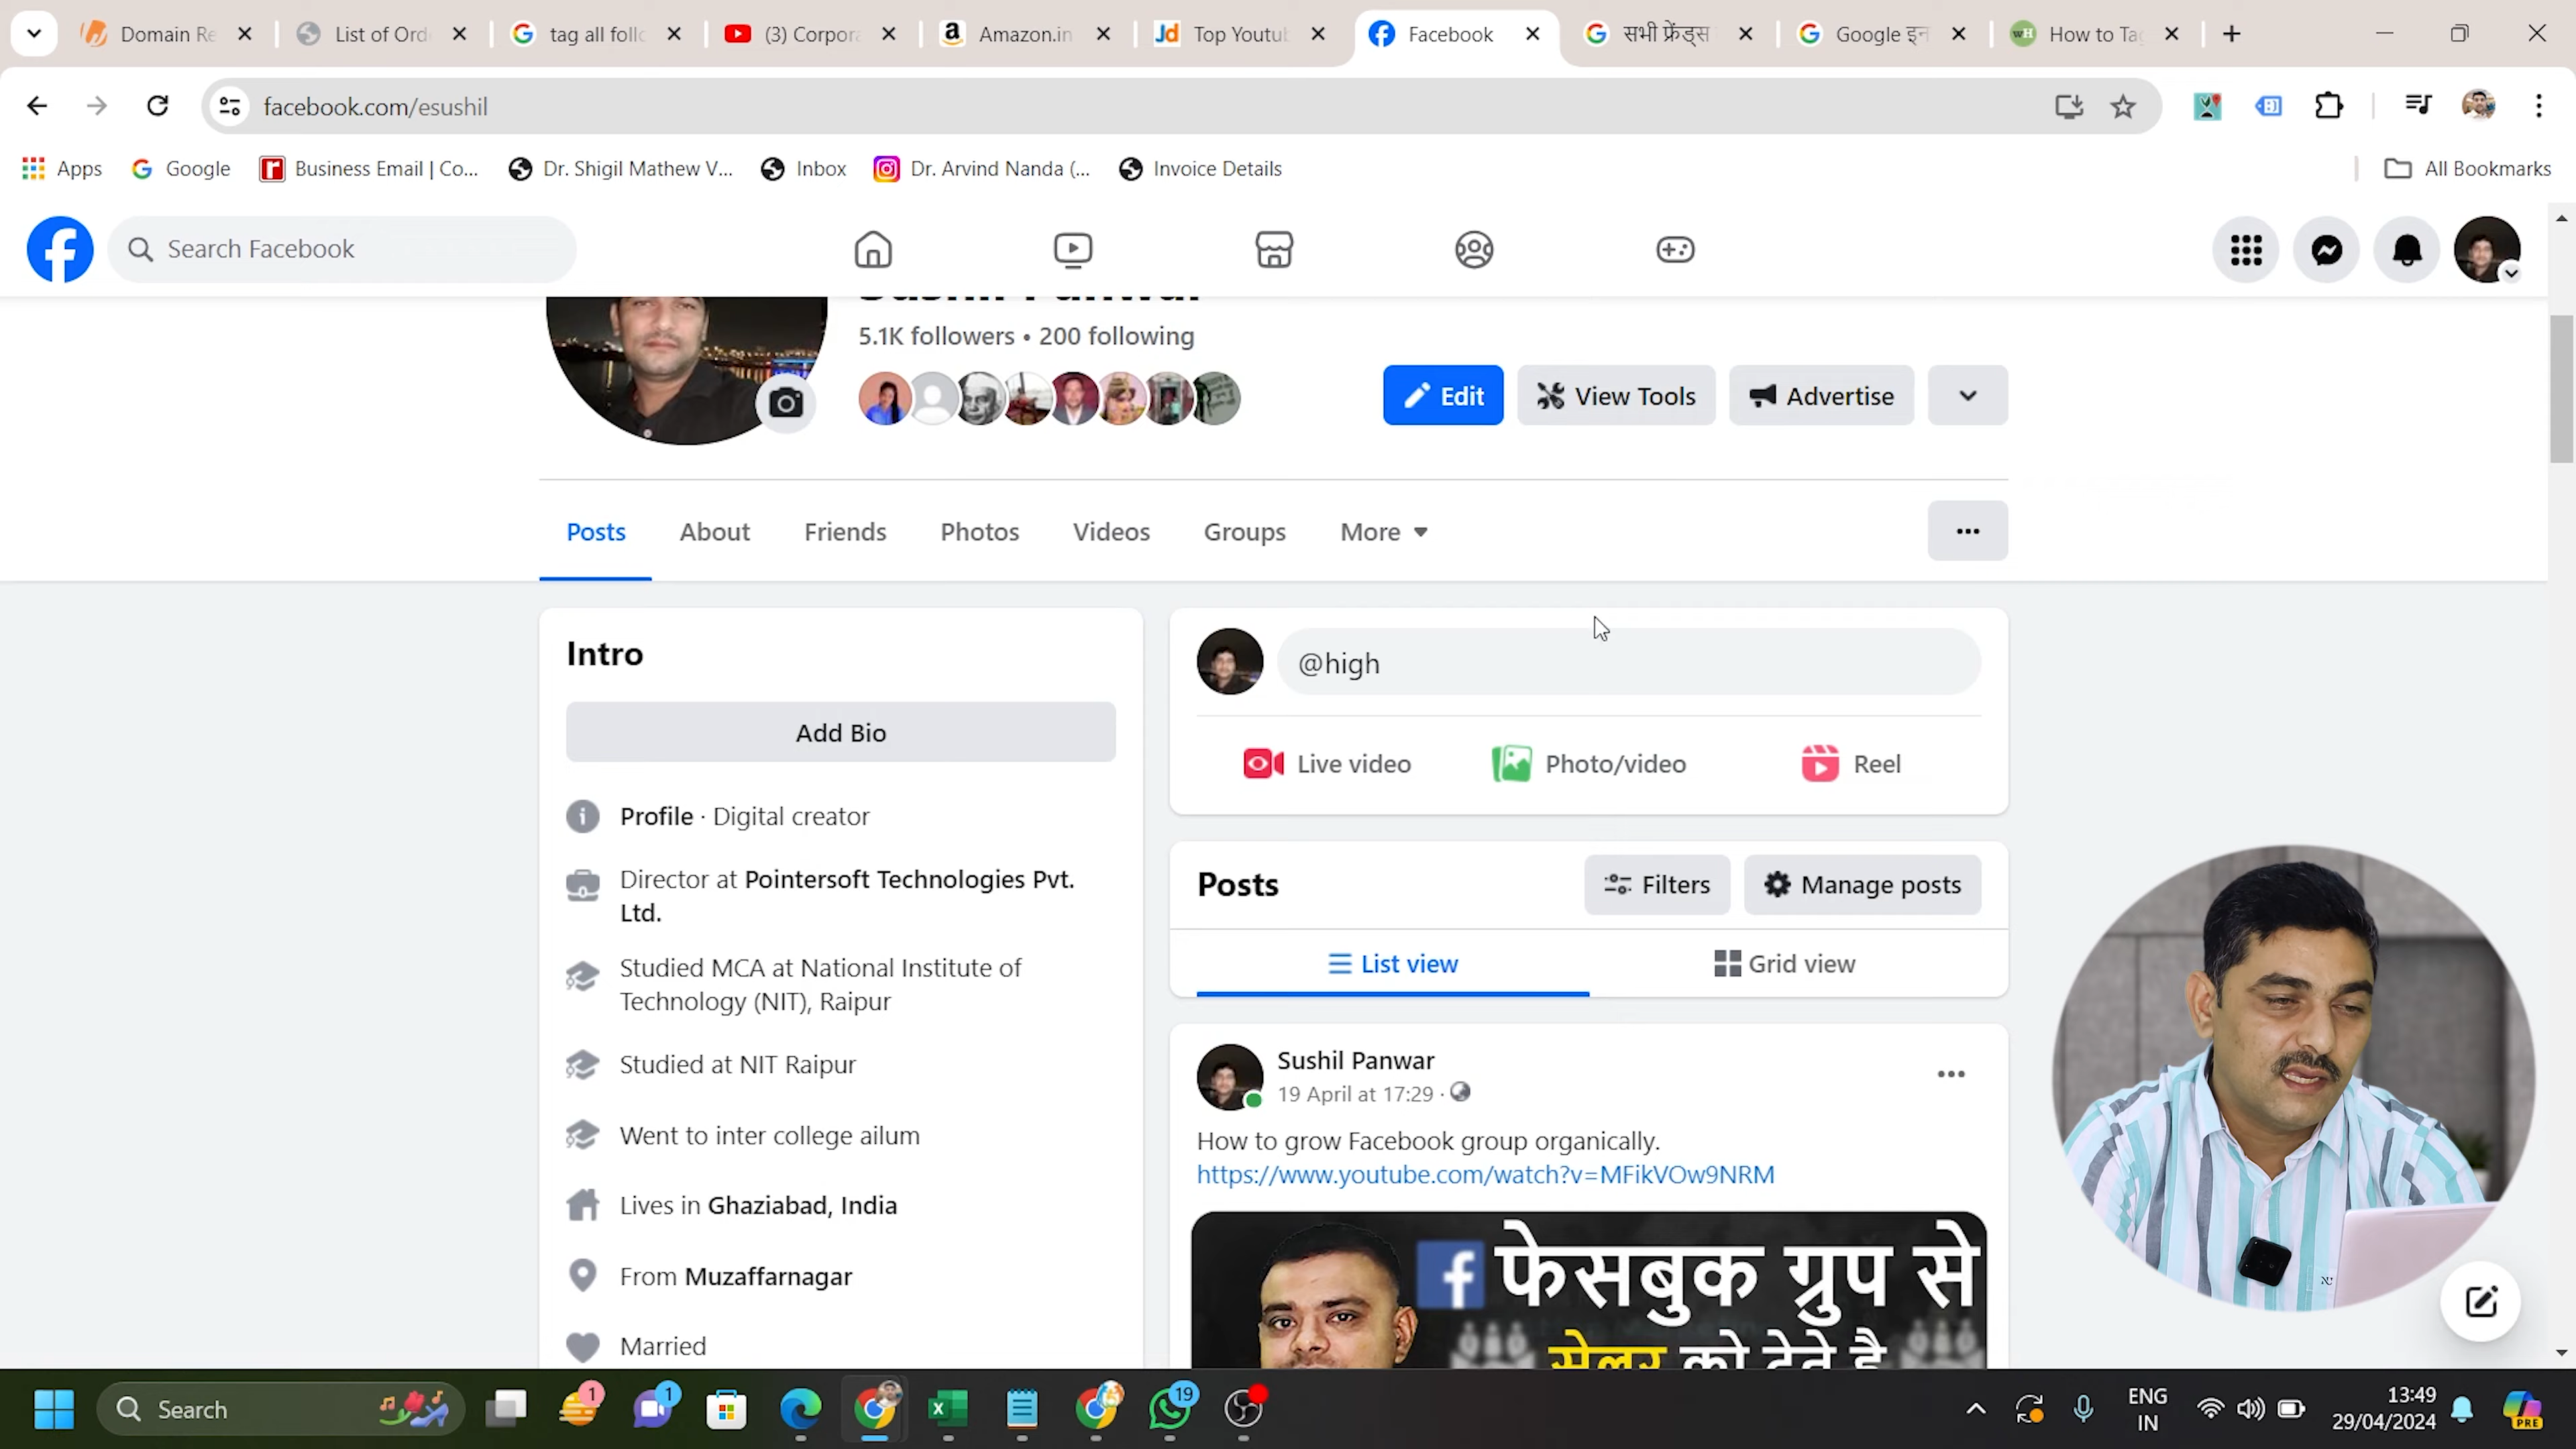 Domain Re
List of Ord
tag all follo
(3) Corpora
Amazon.in
Top Youtub
Facebook
सभी फ्रेंड्स
Google इन
How to Tag
facebook.com/esushil
Apps
Google
Business Email | Co...
Dr. Shigil Mathew V...
Inbox
Dr. Arvind Nanda (...
Invoice Details
All Bookmarks
Search Facebook
5.1K followers • 200 following
Edit
View Tools
Advertise
Posts
About
Friends
Photos
Videos
Groups
More
Intro
Add Bio
Profile · Digital creator
Director at Pointersoft Technologies Pvt.
Ltd.
Studied MCA at National Institute of
Technology (NIT), Raipur
Studied at NIT Raipur
Went to inter college ailum
Lives in Ghaziabad, India
From Muzaffarnagar
Married
@high
Live video
Photo/video
Reel
Posts
Filters
Manage posts
List view
Grid view
Sushil Panwar
19 April at 17:29 ·
How to grow Facebook group organically.
https://www.youtube.com/watch?v=MFikVOw9NRM
फेसबुक ग्रुप से
सेलर को देते है
Search
1
1
19
ENG
IN
13:49
29/04/2024
PRE